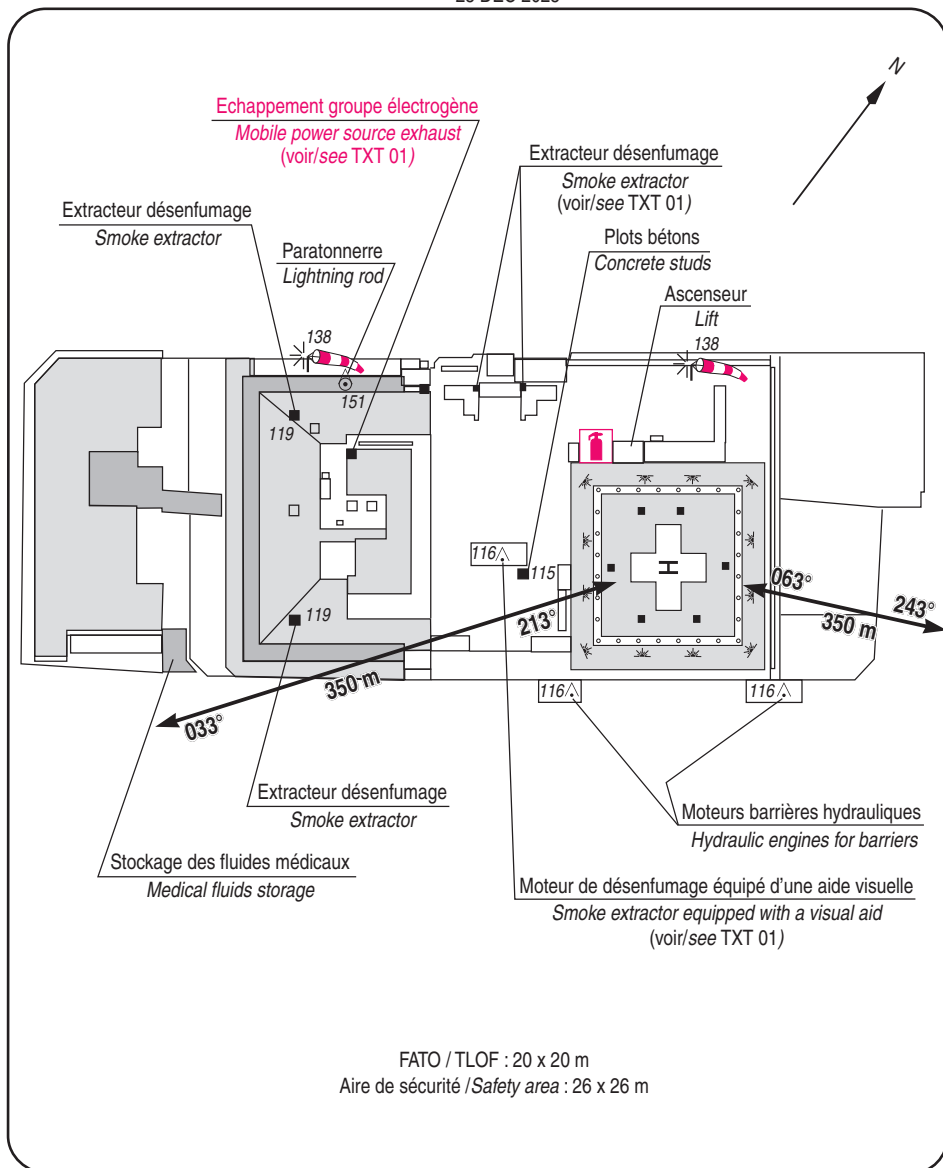 N
Echappement groupe électrogène
Mobile power source exhaust
(voir/see TXT 01)
Extracteur désenfumage
Smoke extractor
(voir/see TXT 01)
Extracteur désenfumage
Smoke extractor
Paratonnerre
Lightning rod
Plots bétons
Concrete studs
Ascenseur
Lift
138
138
151
119
116
115
H
063°
243°
350 m
213°
119
350 m
033°
116
116
Extracteur désenfumage
Smoke extractor
Moteurs barrières hydrauliques
Hydraulic engines for barriers
Stockage des fluides médicaux
Medical fluids storage
Moteur de désenfumage équipé d'une aide visuelle
Smoke extractor equipped with a visual aid
(voir/see TXT 01)
FATO / TLOF : 20 x 20 m
Aire de sécurité /Safety area : 26 x 26 m